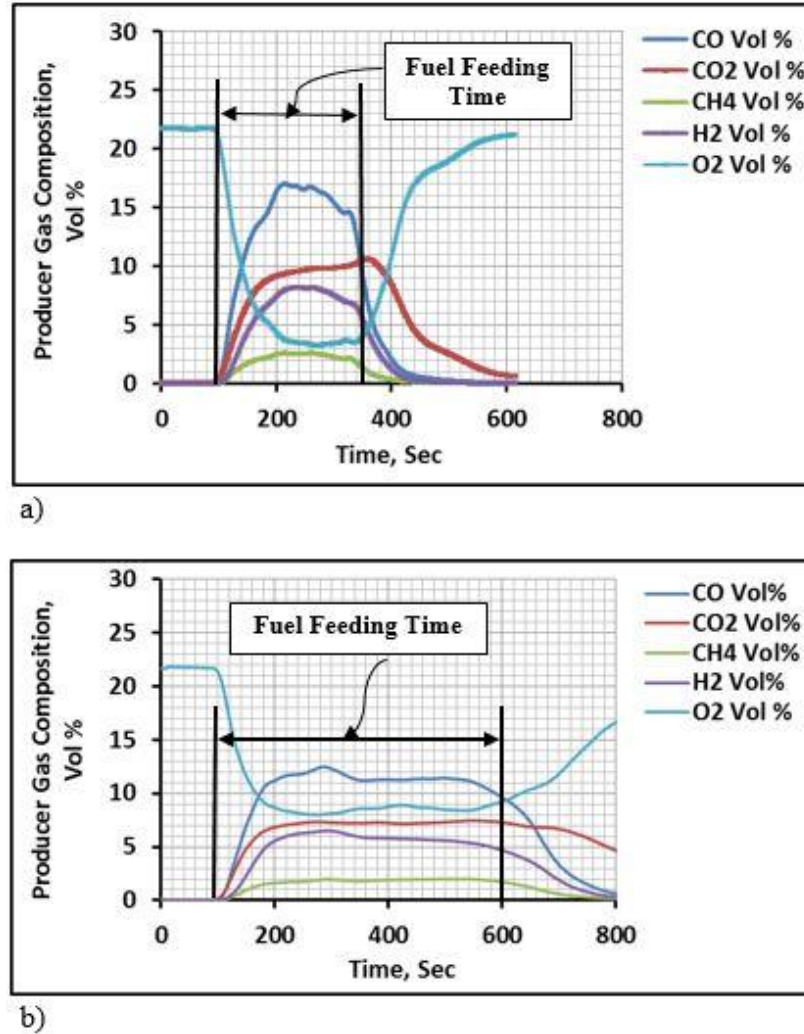 30
25
20
15
10
5
0
Producer Gas Composition,
Vol %
Fuel Feeding
Time
0 200 400 600 800
Time, Sec
CO Vol %
CO2 Vol %
CH4 Vol %
H2 Vol %
O2 Vol %
a)
30
25
20
15
10
5
0
Producer Gas Composition,
Vol %
Fuel Feeding Time
0 200 400 600 800
Time, Sec
CO Vol%
CO2 Vol%
CH4 Vol%
H2 Vol%
O2 Vol %
b)